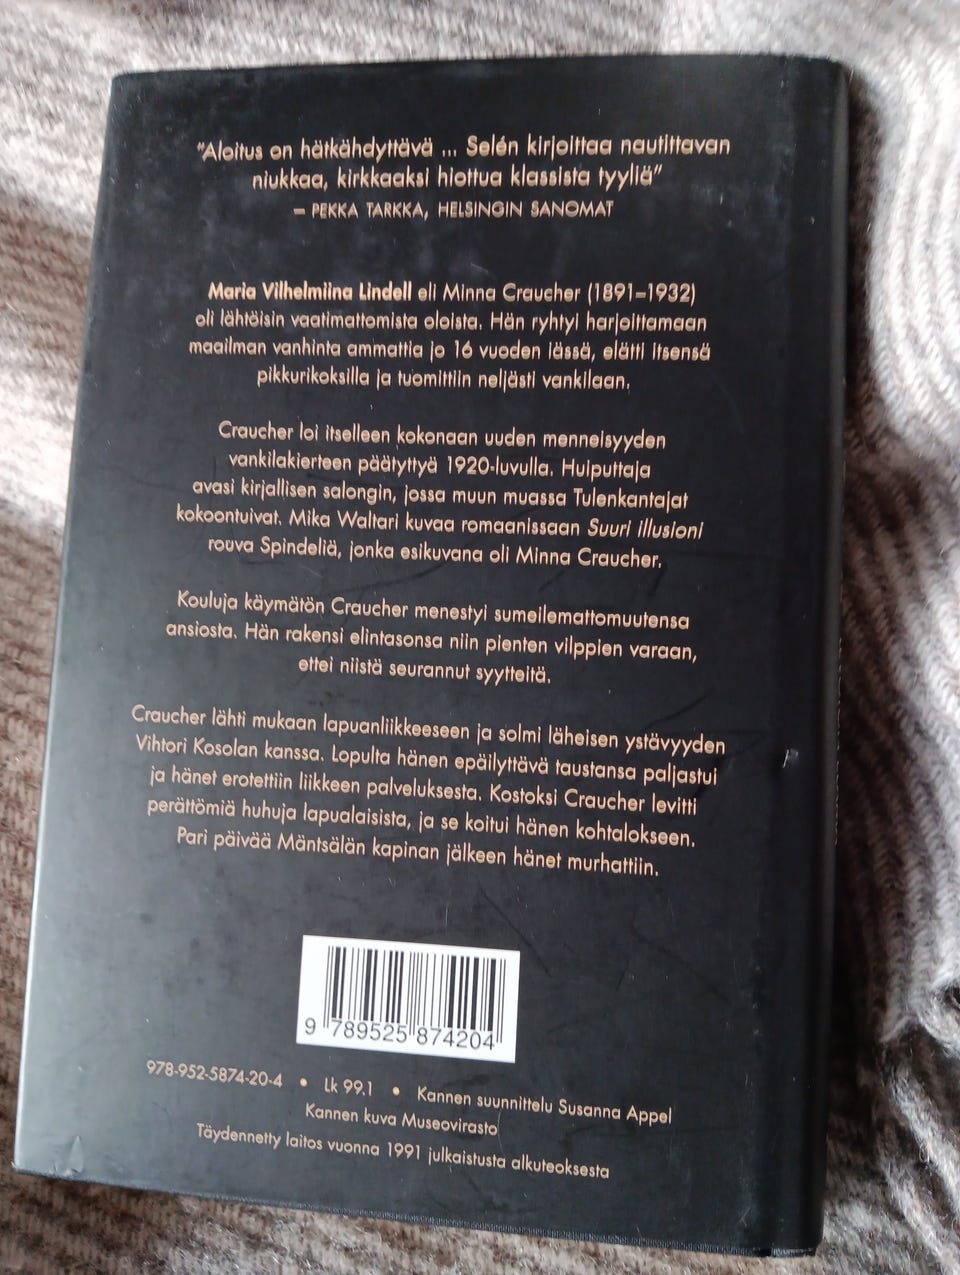 "Aloitus on hätkähdyttävä ... Selén kirjoittaa nautittavan
niukkaa, kirkkaaksi hiottua klassista tyyliä"
– PEKKA TARKKA, HELSINGIN SANOMAT
Maria Vilhelmiina Lindell eli Minna Craucher (1891–1932)
oli lähtöisin vaatimattomista oloista. Hän ryhtyi harjoittamaan
maailman vanhinta ammattia jo 16 vuoden iässä, elätti itsensä
pikkurikoksilla ja tuomittiin neljästi vankilaan.
Craucher loi itselleen kokonaan uuden menneisyyden
vankilakierteen päätyttyä 1920-luvulla. Huiputtaja
avasi kirjallisen salongin, jossa muun muassa Tulenkantajat
kokoontuivat. Mika Waltari kuvaa romaanissaan Suuri illusioni
rouva Spindeliä, jonka esikuvana oli Minna Craucher.
Kouluja käymätön Craucher menestyi sumeilemattomuutensa
ansiosta. Hän rakensi elintasonsa niin pienten vilppien varaan,
ettei niistä seurannut syytteitä.
Craucher lähti mukaan lapuanliikkeeseen ja solmi läheisen ystävyyden
Vihtori Kosolan kanssa. Lopulta hänen epäilyttävä taustansa paljastui
ja hänet erotettiin liikkeen palveluksesta. Kostoksi Craucher levitti
perättömiä huhuja lapualaisista, ja se koitui hänen kohtalokseen.
Pari päivää Mäntsälän kapinan jälkeen hänet murhattiin.
9 789525 874204
978-952-5874-20-4 • Lk 99.1 • Kannen suunnittelu Susanna Appel
Kannen kuva Museovirasto
Täydennetty laitos vuonna 1991 julkaistusta alkuteoksesta